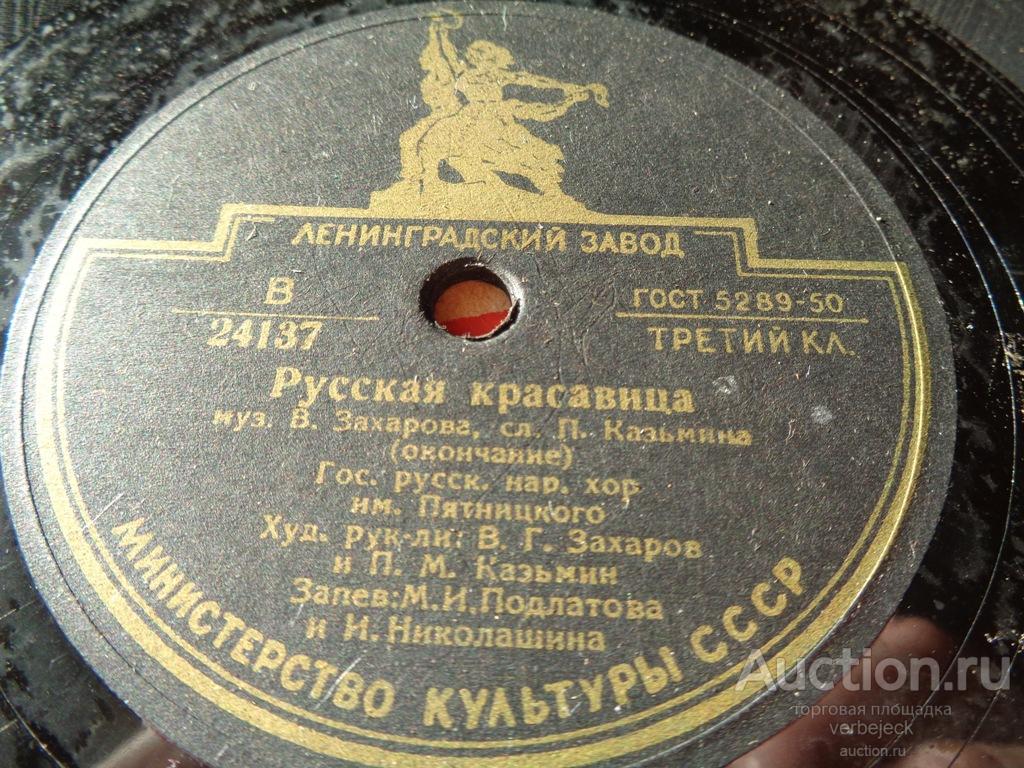 ЛЕНИНГРАДСКИЙ ЗАВОД
В
24137
ГОСТ 5289-50
ТРЕТИЙ КЛ.
Русская красавица
муз. В. Захарова, сл. П. Казьмина
(окончание)
Гос. русск. нар. хор
им. Пятницкого
Худ. рук-ли: В. Г. Захаров
и П. М. Казьмин
Запев: М. И. Подлатова
и И. Николашина
МИНИСТЕРСТВО КУЛЬТУРЫ СССР
Auction.ru
торговая площадка
verbejeck
auction.ru